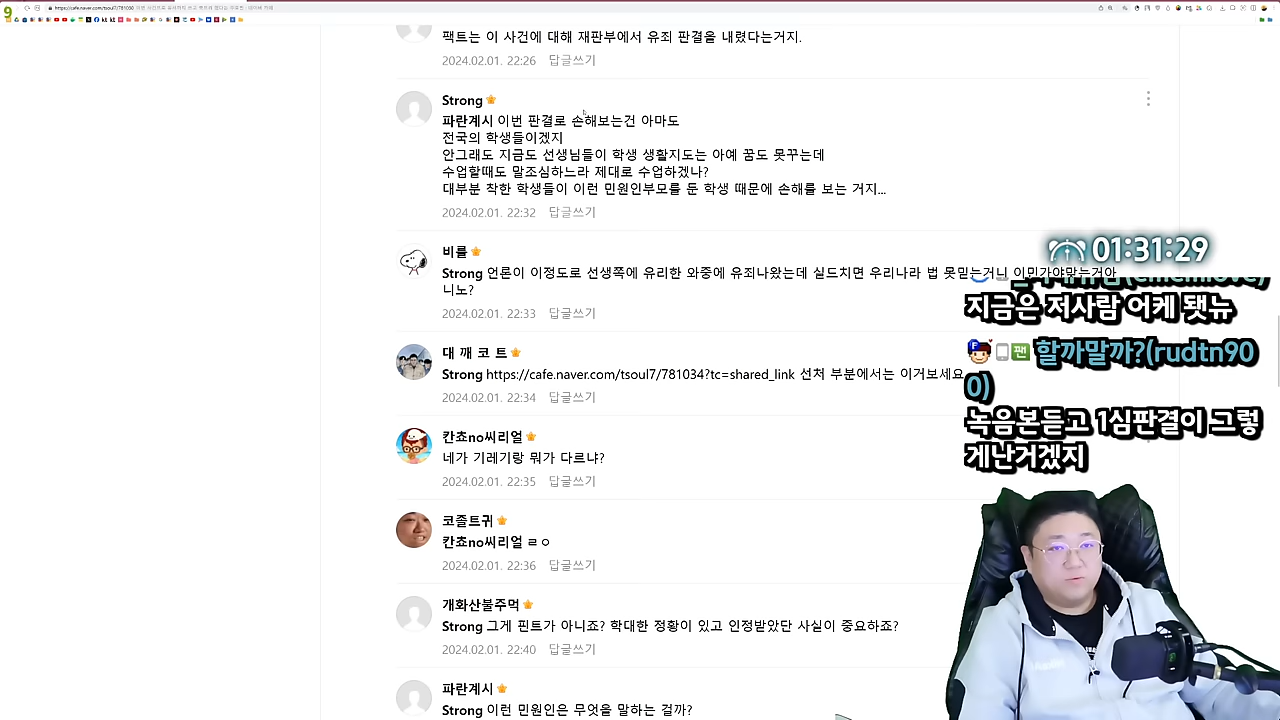 팩트는 이 사건에 대해 재판부에서 유죄 판결을 내렸다는거지.
2024.02.01. 22:26 답글쓰기
Strong
파란계시 이번 판결로 손해보는건 아마도
전국의 학생들이겠지
안그래도 지금도 선생님들이 학생 생활지도는 아예 꿈도 못꾸는데
수업할때도 말조심하느라 제대로 수업하겠나?
대부분 착한 학생들이 이런 민원인부모를 둔 학생 때문에 손해를 보는 거지...
2024.02.01. 22:32 답글쓰기
비틀
Strong 언론이 이정도로 선생쪽에 유리한 와중에 유죄나왔는데 실드치면 우리나라 법 못믿는거니 이민가야맞는거아
니노?
2024.02.01. 22:33 답글쓰기
대 깨 코 트
Strong https://cafe.naver.com/tsoul7/781034?tc=shared_link 선처 부분에서는 이거보세요
2024.02.01. 22:34 답글쓰기
칸쵸no씨리얼
네가 기레기랑 뭐가 다르냐?
2024.02.01. 22:35 답글쓰기
코즐트귀
칸쵸no씨리얼 ㄹㅇ
2024.02.01. 22:36 답글쓰기
개화산불주먹
Strong 그게 핀트가 아니죠? 학대한 정황이 있고 인정받았단 사실이 중요하죠?
2024.02.01. 22:40 답글쓰기
파란계시
Strong 이런 민원인은 무엇을 말하는 걸까?
01:31:29
지금은 저사람 어케 됏뉴
팬 할까말까?(rudtn90
0)
녹음본듣고 1심판결이 그렇
게난거겠지